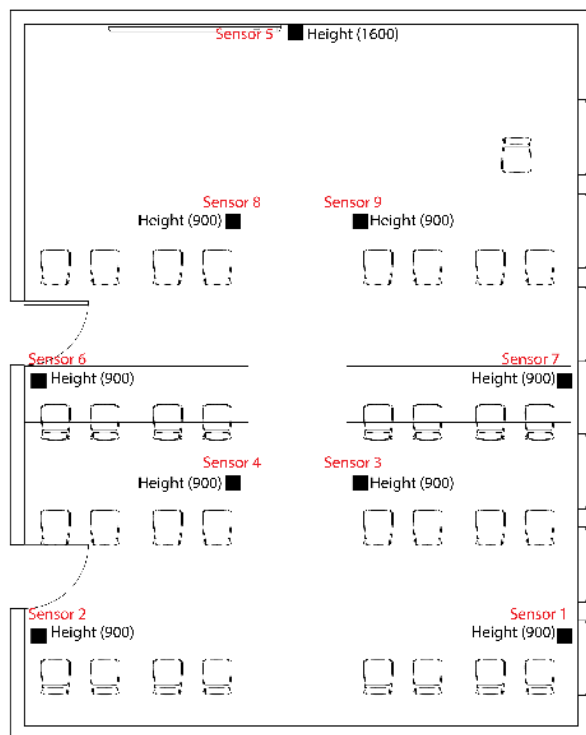 Sensor 5 Height (1600)
Sensor 8 Sensor 9
Height (900) Height (900)
Sensor 6 Sensor 7
Height (900) Height (900)
Sensor 4 Sensor 3
Height (900) Height (900)
Sensor 2 Sensor 1
Height (900) Height (900)